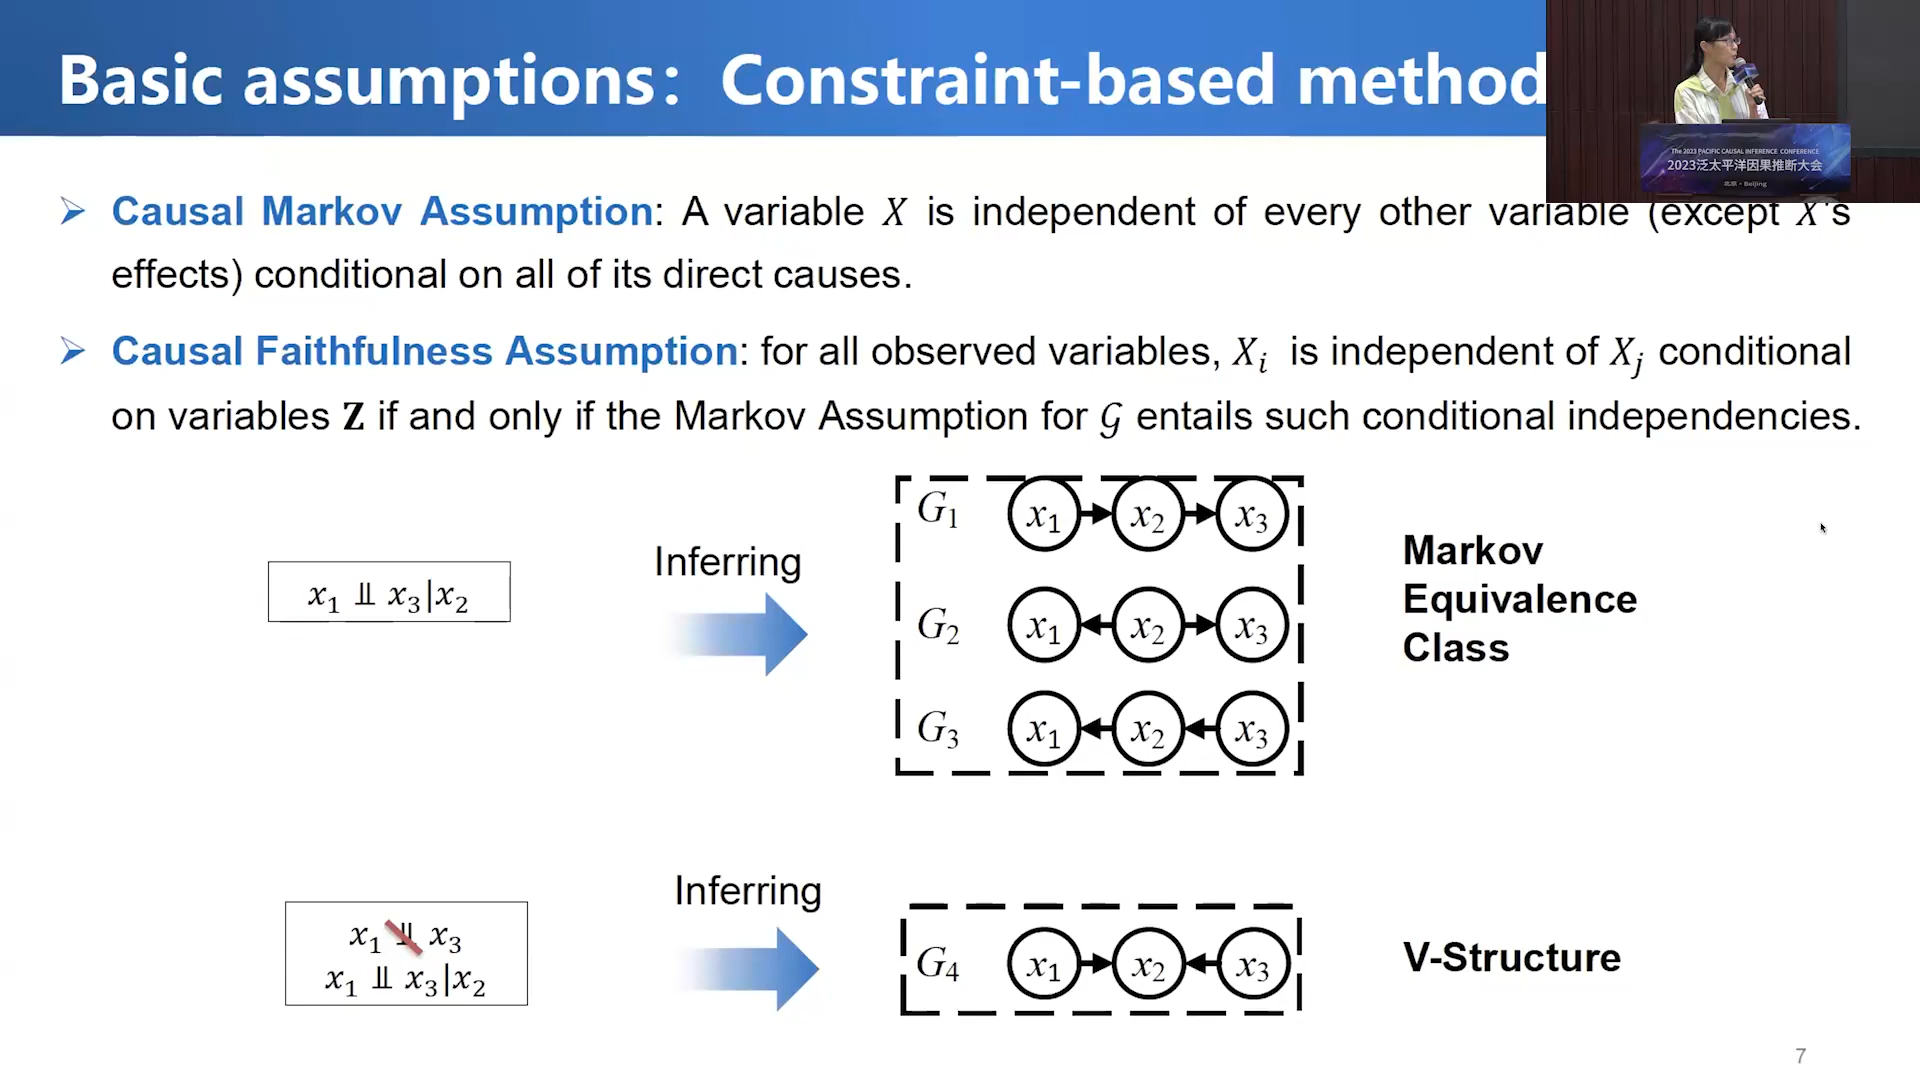 Basic assumptions： Constraint-based method
The 2023 PACIFIC CAUSAL INFERENCE CONFERENCE
2023泛太平洋因果推断大会
北京·Beijing
➢ Causal Markov Assumption: A variable X is independent of every other variable (except X's
effects) conditional on all of its direct causes.
➢ Causal Faithfulness Assumption: for all observed variables, Xᵢ is independent of Xⱼ conditional
on variables Z if and only if the Markov Assumption for 𝒢 entails such conditional independencies.
x₁ ⫫ x₃|x₂
Inferring
G₁ x₁ x₂ x₃
G₂ x₁ x₂ x₃
G₃ x₁ x₂ x₃
Markov
Equivalence
Class
x₁ ⫫̸ x₃
x₁ ⫫ x₃|x₂
Inferring
G₄ x₁ x₂ x₃
V-Structure
7